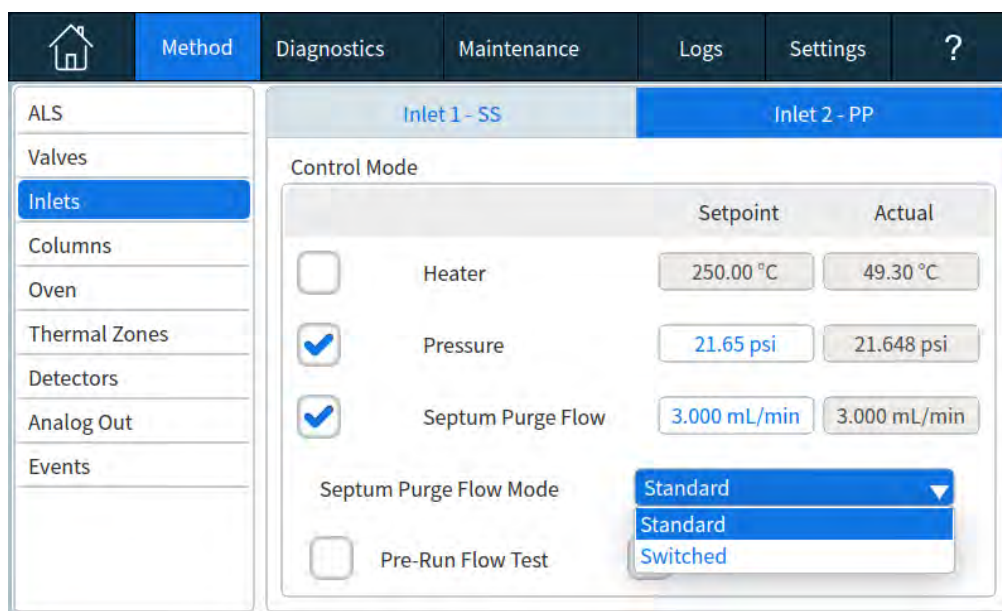 Method Diagnostics Maintenance Logs Settings ?
ALS
Valves
Inlets
Columns
Oven
Thermal Zones
Detectors
Analog Out
Events
Inlet 1 - SS Inlet 2 - PP
Control Mode
Setpoint Actual
Heater 250.00 °C 49.30 °C
Pressure 21.65 psi 21.648 psi
Septum Purge Flow 3.000 mL/min 3.000 mL/min
Septum Purge Flow Mode Standard
Standard
Switched
Pre-Run Flow Test